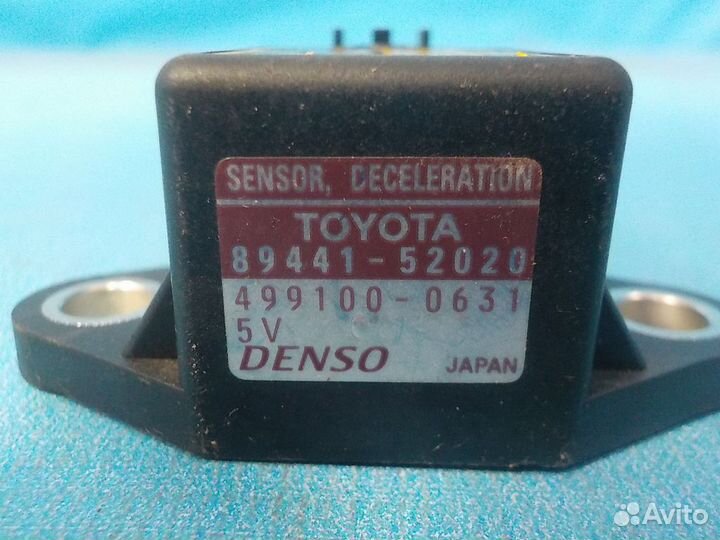 SENSOR, DECELERATION
TOYOTA
89441-52020
499100-0631
5V
DENSO JAPAN
Avito